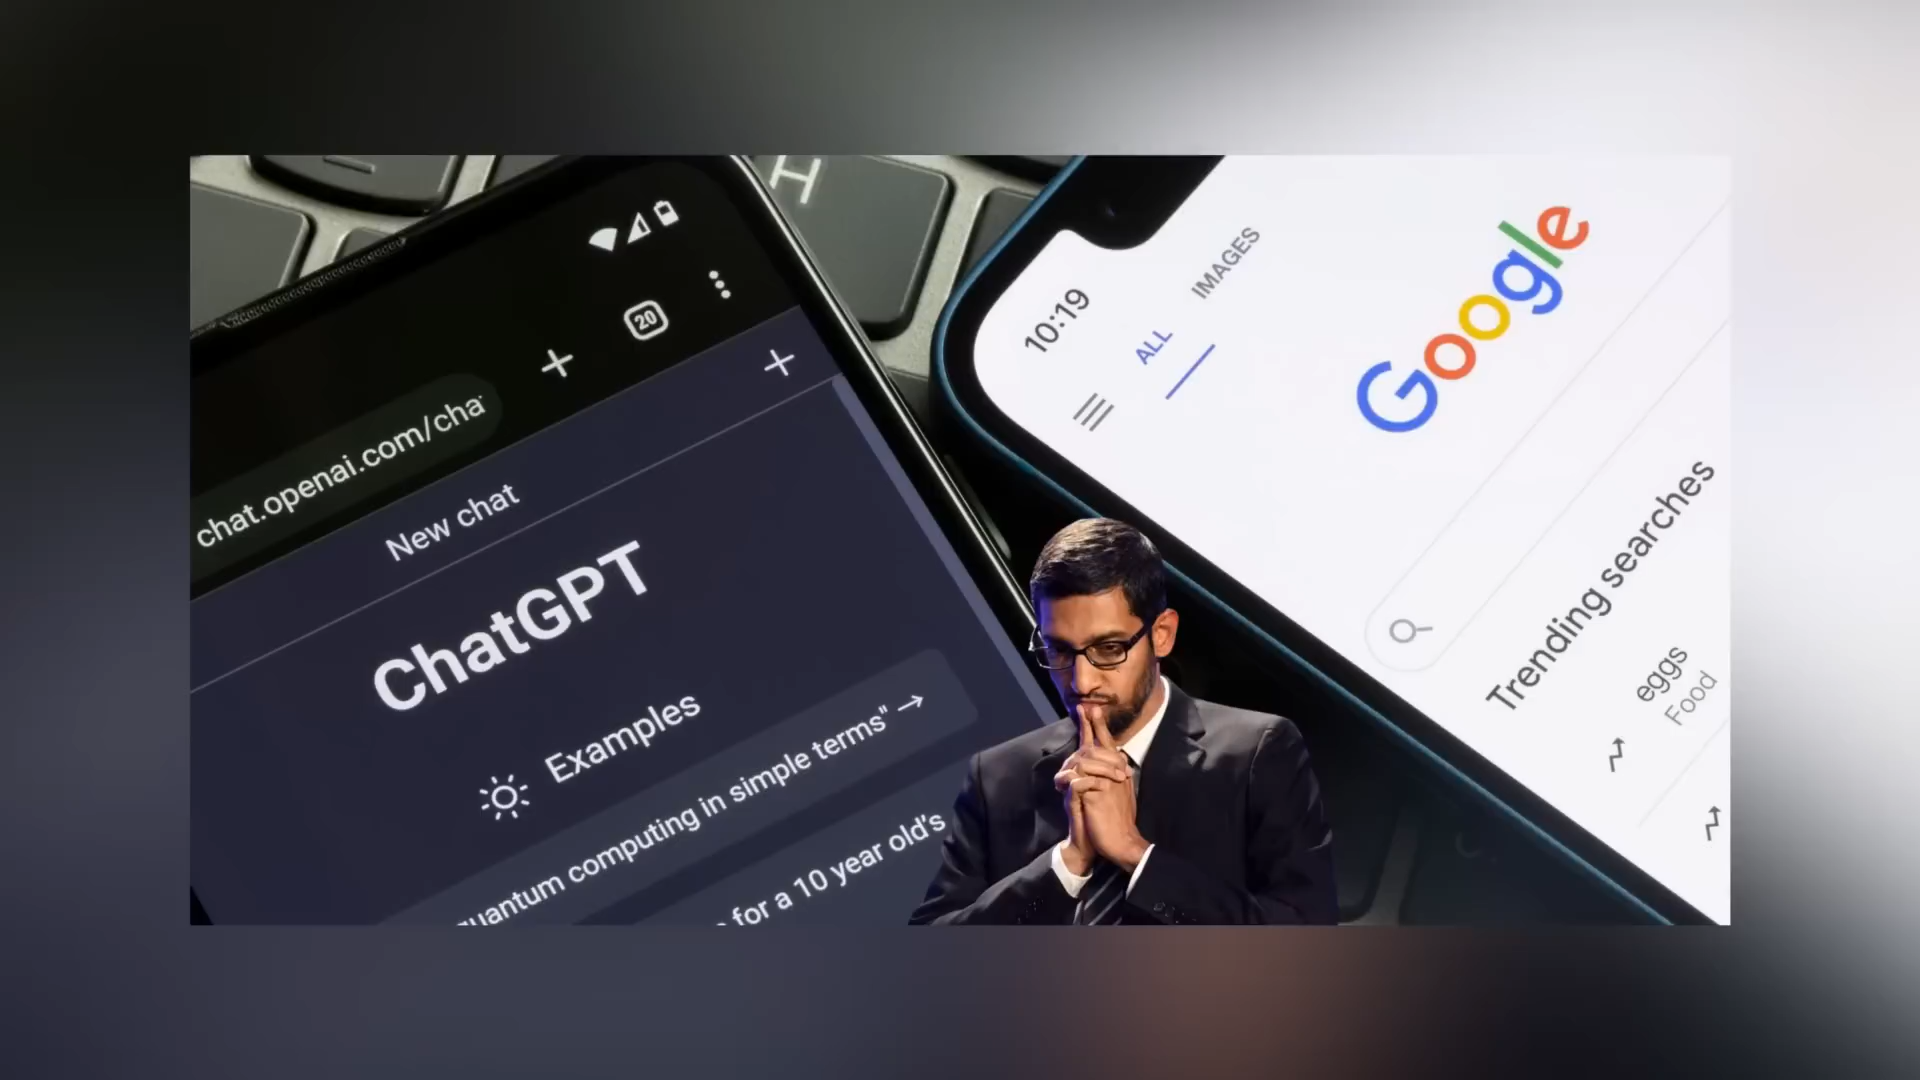 H
20
chat.openai.com/cha
New chat
ChatGPT
Examples
quantum computing in simple terms" →
for a 10 year old's
10:19
ALL
IMAGES
Google
Trending searches
eggs
Food